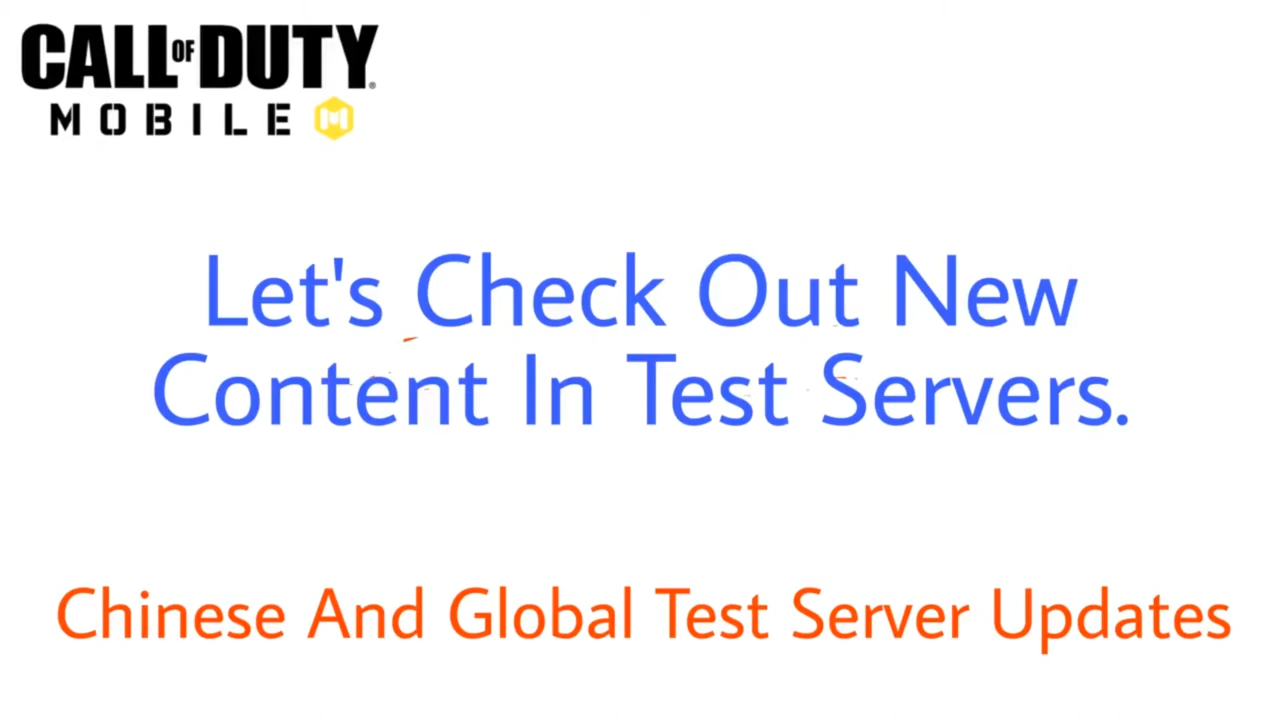 CALL OF DUTY
MOBILE
Let's Check Out New
Content In Test Servers.
Chinese And Global Test Server Updates